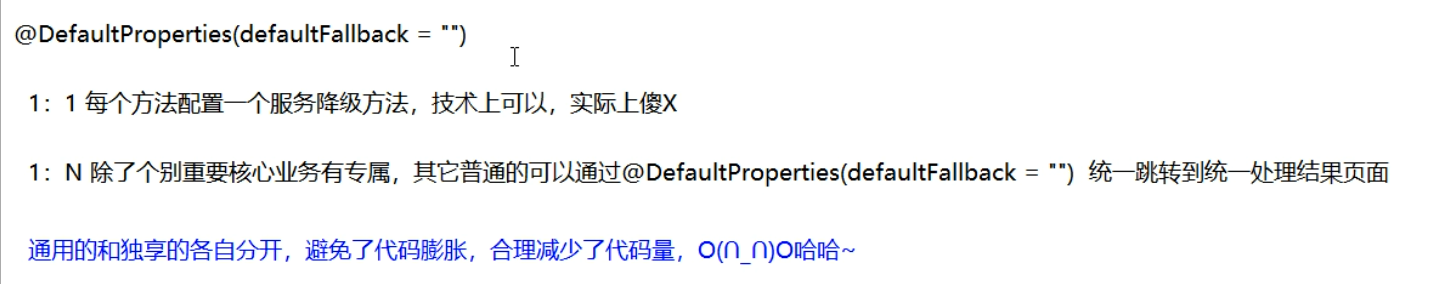 @DefaultProperties(defaultFallback = "")
1：1 每个方法配置一个服务降级方法，技术上可以，实际上傻X
1：N 除了个别重要核心业务有专属，其它普通的可以通过@DefaultProperties(defaultFallback = "") 统一跳转到统一处理结果页面
通用的和独享的各自分开，避免了代码膨胀，合理减少了代码量，O(∩_∩)O哈哈~